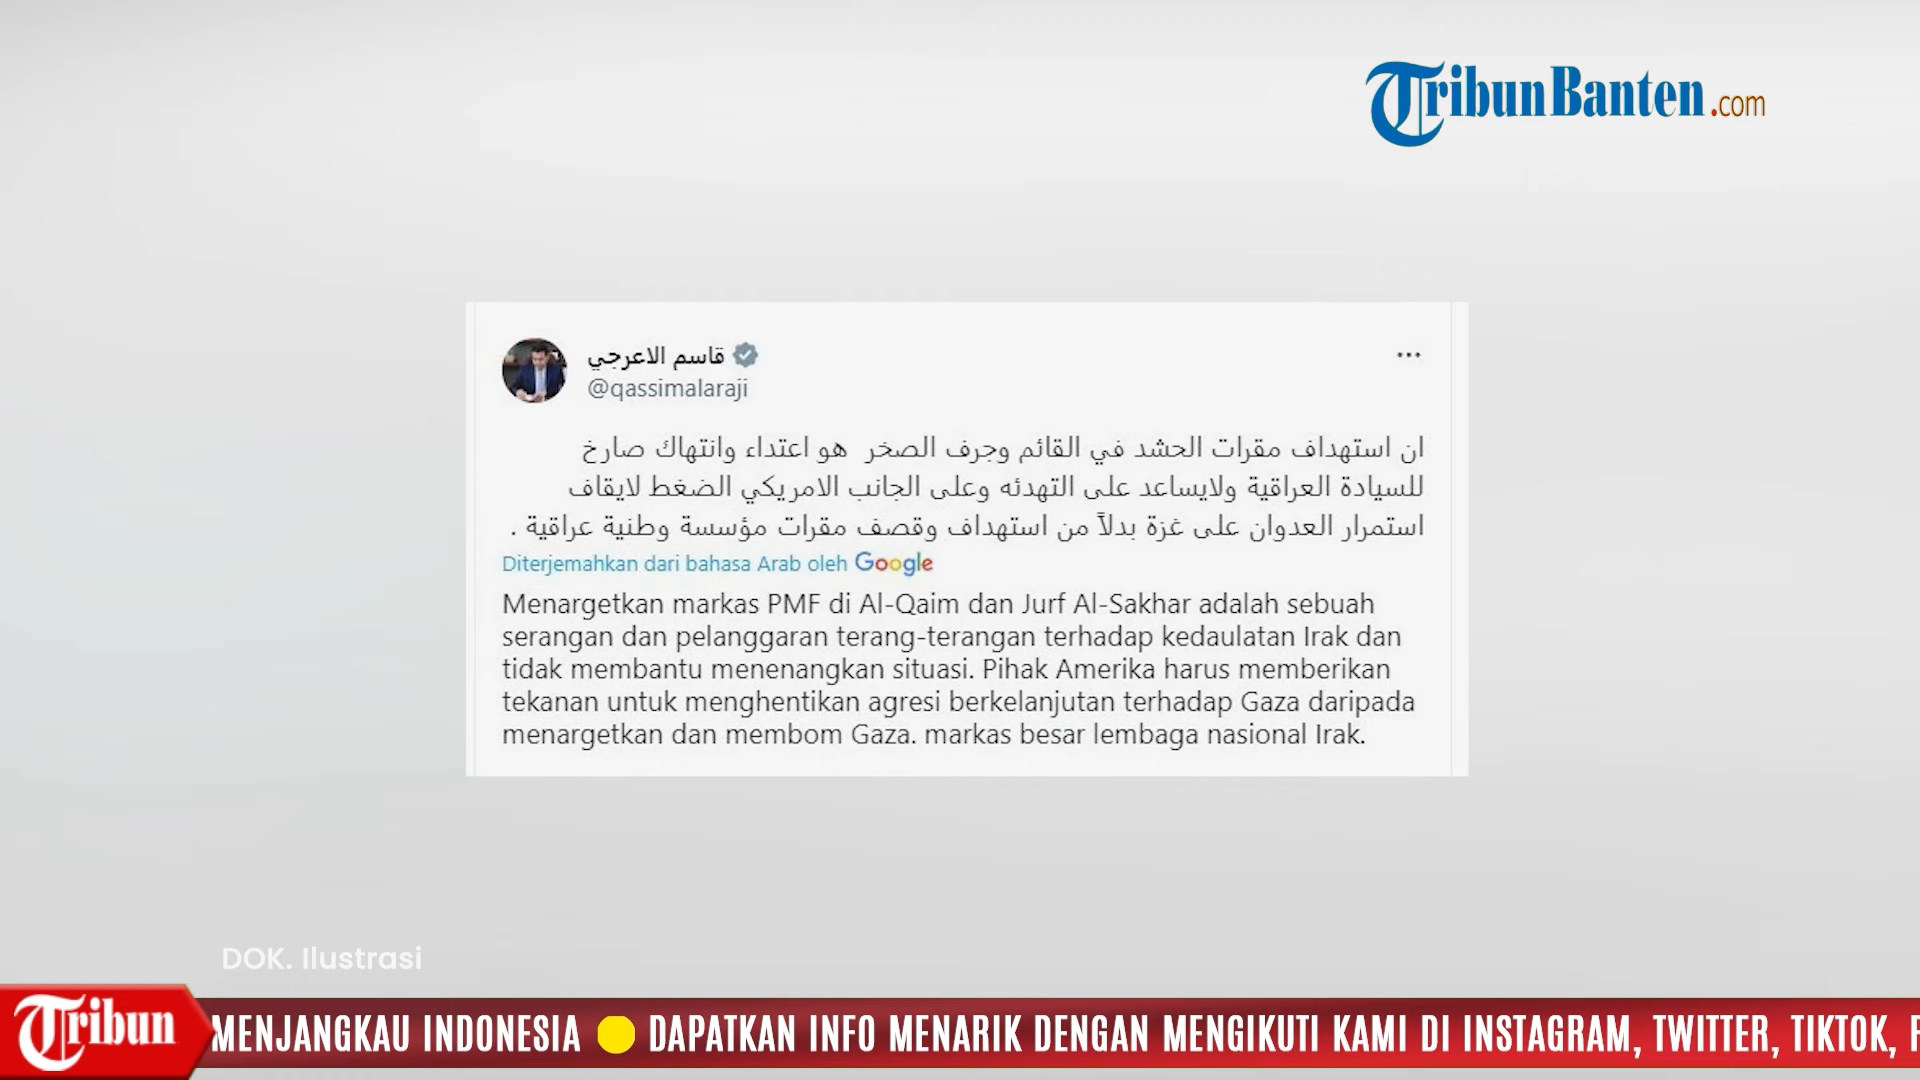 TribunBanten.com
قاسم الاعرجي
@qassimalaraji
ان استهداف مقرات الحشد في القائم وجرف الصخر هو اعتداء وانتهاك صارخ
للسيادة العراقية ولايساعد على التهدئه وعلى الجانب الامريكي الضغط لايقاف
استمرار العدوان على غزة بدلاً من استهداف وقصف مقرات مؤسسة وطنية عراقية .
Diterjemahkan dari bahasa Arab oleh Google
Menargetkan markas PMF di Al-Qaim dan Jurf Al-Sakhar adalah sebuah
serangan dan pelanggaran terang-terangan terhadap kedaulatan Irak dan
tidak membantu menenangkan situasi. Pihak Amerika harus memberikan
tekanan untuk menghentikan agresi berkelanjutan terhadap Gaza daripada
menargetkan dan membom Gaza. markas besar lembaga nasional Irak.
DOK. Ilustrasi
Tribun
MENJANGKAU INDONESIA DAPATKAN INFO MENARIK DENGAN MENGIKUTI KAMI DI INSTAGRAM, TWITTER, TIKTOK,